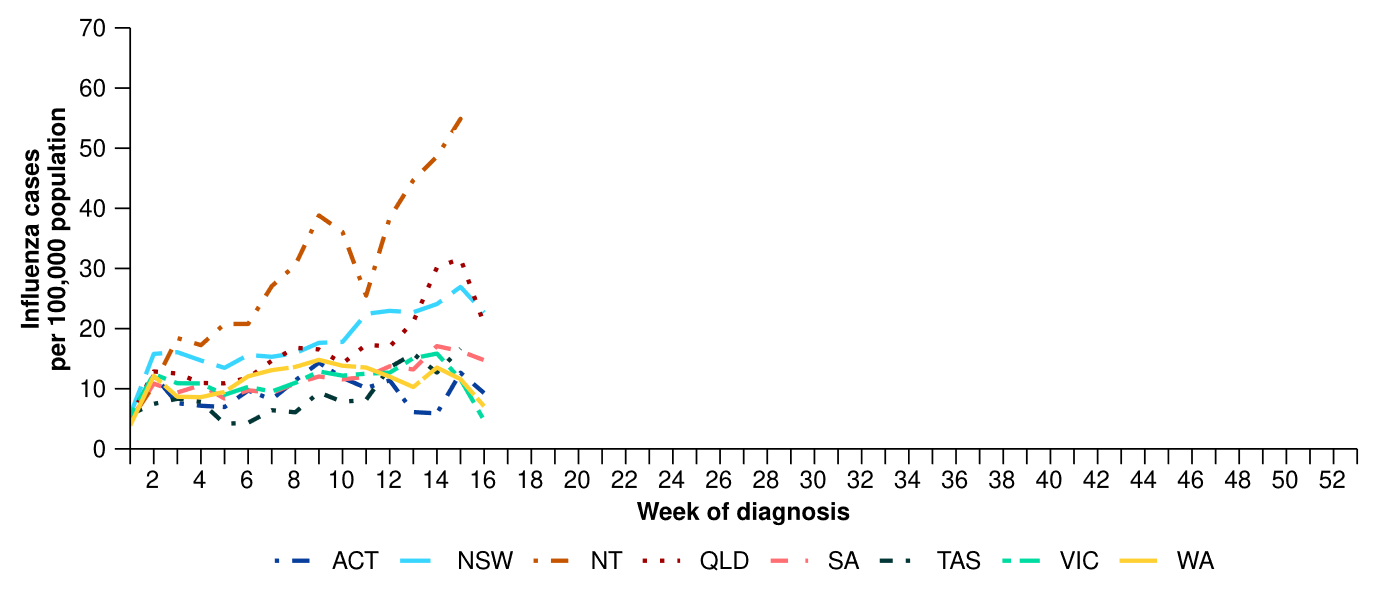 70
60
50
40
30
20
10
0
Influenza cases
per 100,000 population
2 4 6 8 10 12 14 16 18 20 22 24 26 28 30 32 34 36 38 40 42 44 46 48 50 52
Week of diagnosis
ACT NSW NT QLD SA TAS VIC WA